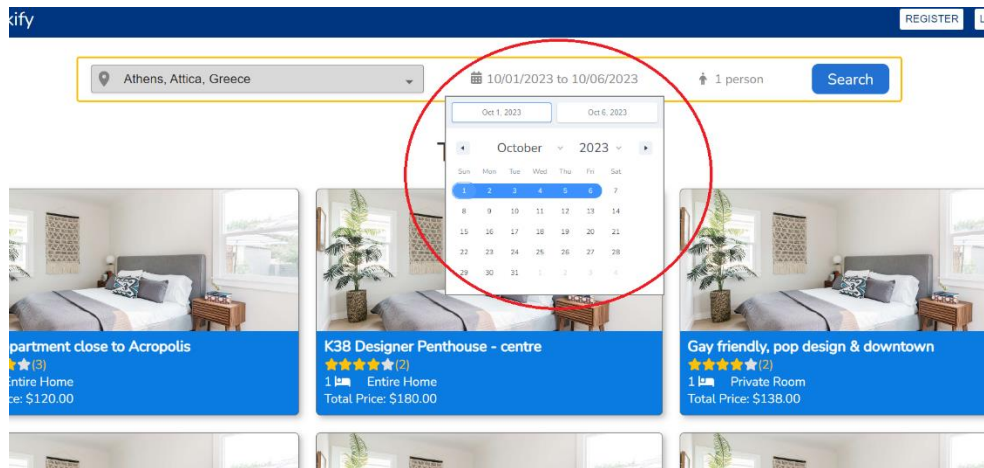 kify
REGISTER
Athens, Attica, Greece
10/01/2023 to 10/06/2023
1 person
Search
Oct 1, 2023
Oct 6, 2023
October
2023
Sun Mon Tue Wed Thu Fri Sat
1 2 3 4 5 6 7
8 9 10 11 12 13 14
15 16 17 18 19 20 21
22 23 24 25 26 27 28
29 30 31 1 2 3 4
partment close to Acropolis
(3)
Entire Home
ce: $120.00
K38 Designer Penthouse - centre
(2)
1 Entire Home
Total Price: $180.00
Gay friendly, pop design & downtown
(2)
1 Private Room
Total Price: $138.00